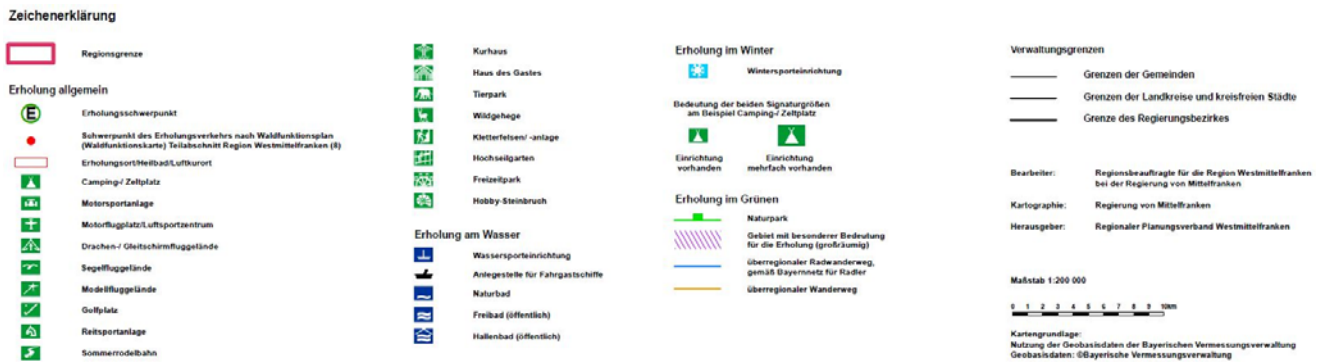 Zeichenerklärung
Regionsgrenze
Erholung allgemein
E
Erholungsschwerpunkt
Schwerpunkt des Erholungsverkehrs nach Waldfunktionsplan
(Waldfunktionskarte) Teilabschnitt Region Westmittelfranken (8)
Erholungsort/Heilbad/Luftkurort
Camping-/ Zeltplatz
Motorsportanlage
Motorflugplatz/Luftsportzentrum
Drachen-/ Gleitschirmfluggelände
Segelfluggelände
Modellfluggelände
Golfplatz
Reitsportanlage
Sommerrodelbahn
Kurhaus
Haus des Gastes
Tierpark
Wildgehege
Kletterfelsen/ -anlage
Hochseilgarten
Freizeitpark
Hobby-Steinbruch
Erholung am Wasser
Wassersporteinrichtung
Anlegestelle für Fahrgastschiffe
Naturbad
Freibad (öffentlich)
Hallenbad (öffentlich)
Erholung im Winter
Wintersporteinrichtung
Bedeutung der beiden Signaturgrößen
am Beispiel Camping-/ Zeltplatz
Einrichtung
vorhanden
Einrichtung
mehrfach vorhanden
Erholung im Grünen
Naturpark
Gebiet mit besonderer Bedeutung
für die Erholung (großräumig)
überregionaler Radwanderweg,
gemäß Bayernnetz für Radler
überregionaler Wanderweg
Verwaltungsgrenzen
Grenzen der Gemeinden
Grenzen der Landkreise und kreisfreien Städte
Grenze des Regierungsbezirkes
Bearbeiter: Regionsbeauftragte für die Region Westmittelfranken
bei der Regierung von Mittelfranken
Kartographie: Regierung von Mittelfranken
Herausgeber: Regionaler Planungsverband Westmittelfranken
Maßstab 1:200 000
0 1 2 3 4 5 6 7 8 9 10km
Kartengrundlage:
Nutzung der Geobasisdaten der Bayerischen Vermessungsverwaltung
Geobasisdaten: ©Bayerische Vermessungsverwaltung